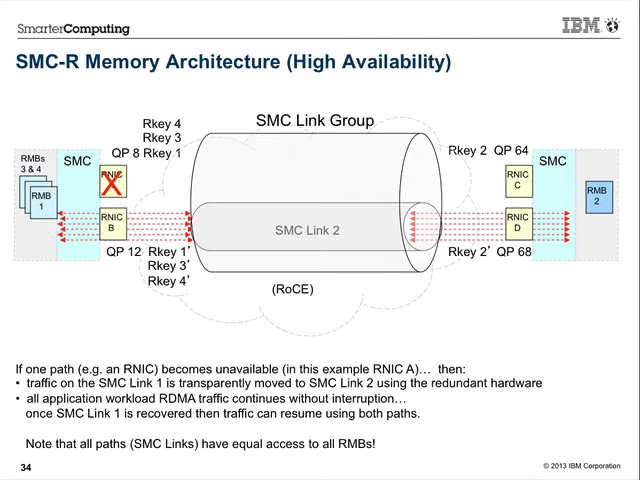 SmarterComputing
IBM
SMC-R Memory Architecture (High Availability)
SMC Link Group
Rkey 4
Rkey 3
QP 8 Rkey 1
Rkey 2 QP 64
RMBs
3 & 4
SMC
RNIC
X
RMB
1
RNIC
B
SMC Link 2
RNIC
C
SMC
RMB
2
RNIC
D
QP 12 Rkey 1’
Rkey 3’
Rkey 4’
Rkey 2’ QP 68
(RoCE)
If one path (e.g. an RNIC) becomes unavailable (in this example RNIC A)… then:
• traffic on the SMC Link 1 is transparently moved to SMC Link 2 using the redundant hardware
• all application workload RDMA traffic continues without interruption…
once SMC Link 1 is recovered then traffic can resume using both paths.
Note that all paths (SMC Links) have equal access to all RMBs!
34
© 2013 IBM Corporation